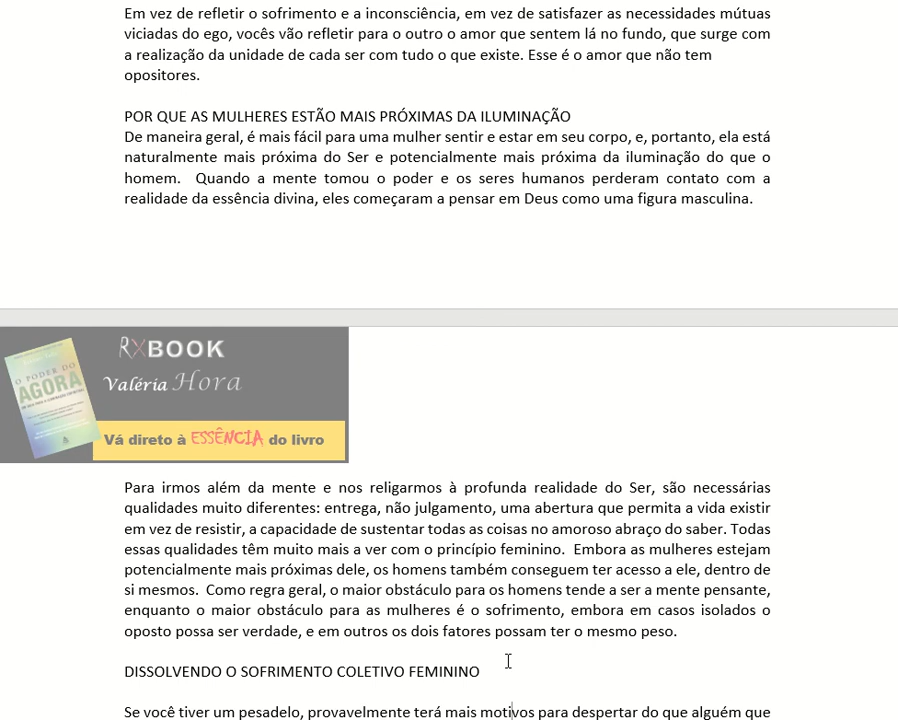 Em vez de refletir o sofrimento e a inconsciência, em vez de satisfazer as necessidades mútuas
viciadas do ego, vocês vão refletir para o outro o amor que sentem lá no fundo, que surge com
a realização da unidade de cada ser com tudo o que existe. Esse é o amor que não tem
opositores.
POR QUE AS MULHERES ESTÃO MAIS PRÓXIMAS DA ILUMINAÇÃO
De maneira geral, é mais fácil para uma mulher sentir e estar em seu corpo, e, portanto, ela está
naturalmente mais próxima do Ser e potencialmente mais próxima da iluminação do que o
homem. Quando a mente tomou o poder e os seres humanos perderam contato com a
realidade da essência divina, eles começaram a pensar em Deus como uma figura masculina.
RXBOOK
Valéria Hora
O PODER DO
AGORA
Vá direto à ESSÊNCIA do livro
Para irmos além da mente e nos religarmos à profunda realidade do Ser, são necessárias
qualidades muito diferentes: entrega, não julgamento, uma abertura que permita a vida existir
em vez de resistir, a capacidade de sustentar todas as coisas no amoroso abraço do saber. Todas
essas qualidades têm muito mais a ver com o princípio feminino. Embora as mulheres estejam
potencialmente mais próximas dele, os homens também conseguem ter acesso a ele, dentro de
si mesmos. Como regra geral, o maior obstáculo para os homens tende a ser a mente pensante,
enquanto o maior obstáculo para as mulheres é o sofrimento, embora em casos isolados o
oposto possa ser verdade, e em outros os dois fatores possam ter o mesmo peso.
DISSOLVENDO O SOFRIMENTO COLETIVO FEMININO
Se você tiver um pesadelo, provavelmente terá mais motivos para despertar do que alguém que